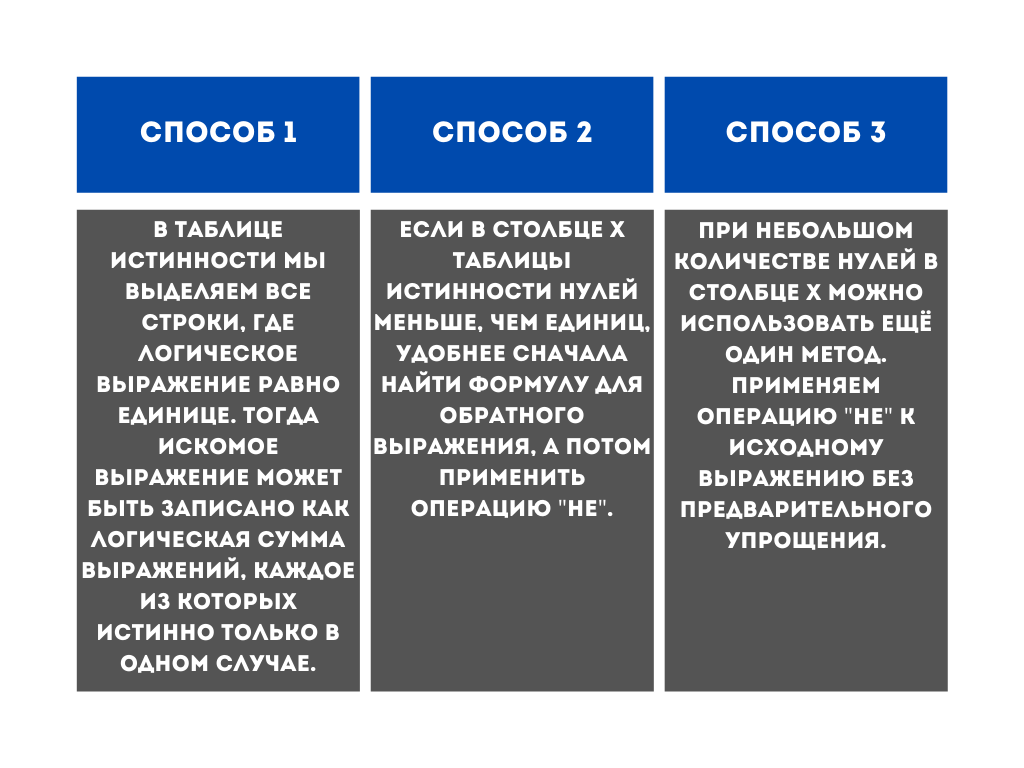 СПОСОБ 1
В ТАБЛИЦЕ
ИСТИННОСТИ МЫ
ВЫДЕЛЯЕМ ВСЕ
СТРОКИ, ГДЕ
ЛОГИЧЕСКОЕ
ВЫРАЖЕНИЕ РАВНО
ЕДИНИЦЕ. ТОГДА
ИСКОМОЕ
ВЫРАЖЕНИЕ МОЖЕТ
БЫТЬ ЗАПИСАНО КАК
ЛОГИЧЕСКАЯ СУММА
ВЫРАЖЕНИЙ, КАЖДОЕ
ИЗ КОТОРЫХ
ИСТИННО ТОЛЬКО В
ОДНОМ СЛУЧАЕ.
СПОСОБ 2
ЕСЛИ В СТОЛБЦЕ X
ТАБЛИЦЫ
ИСТИННОСТИ НУЛЕЙ
МЕНЬШЕ, ЧЕМ ЕДИНИЦ,
УДОБНЕЕ СНАЧАЛА
НАЙТИ ФОРМУЛУ ДЛЯ
ОБРАТНОГО
ВЫРАЖЕНИЯ, А ПОТОМ
ПРИМЕНИТЬ
ОПЕРАЦИЮ "НЕ".
СПОСОБ 3
ПРИ НЕБОЛЬШОМ
КОЛИЧЕСТВЕ НУЛЕЙ В
СТОЛБЦЕ X МОЖНО
ИСПОЛЬЗОВАТЬ ЕЩЁ
ОДИН МЕТОД.
ПРИМЕНЯЕМ
ОПЕРАЦИЮ "НЕ" К
ИСХОДНОМУ
ВЫРАЖЕНИЮ БЕЗ
ПРЕДВАРИТЕЛЬНОГО
УПРОЩЕНИЯ.